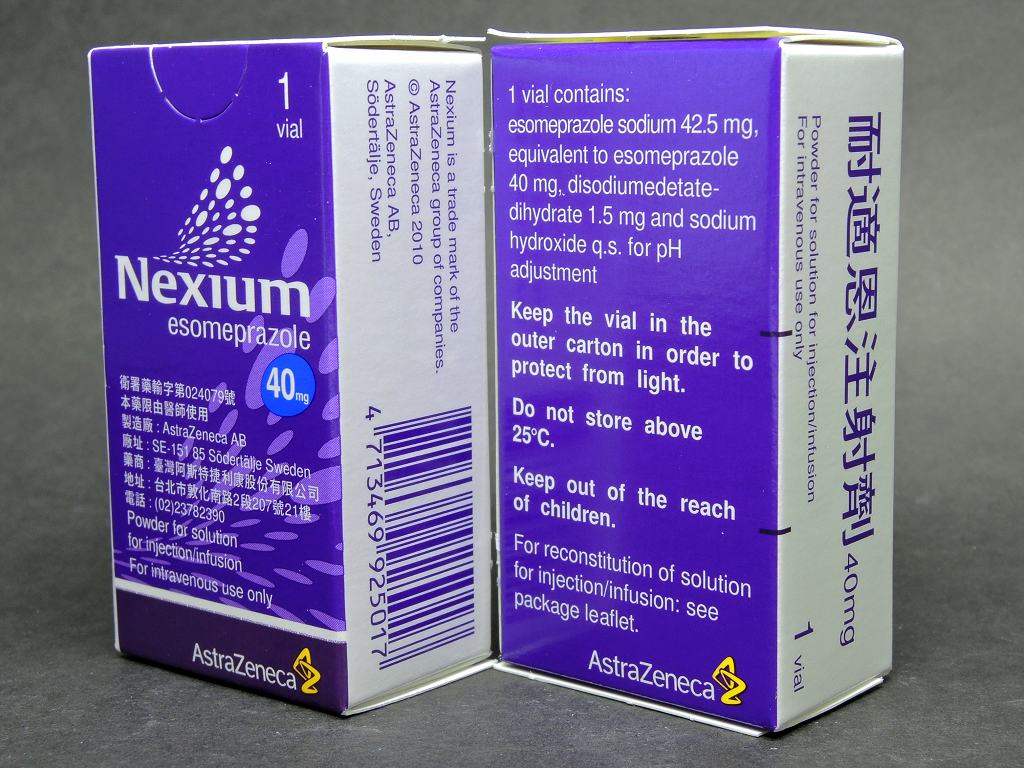 1
vial
Nexium
esomeprazole
40mg
衛署藥輸字第024079號
本藥限由醫師使用
製造廠：AstraZeneca AB
廠址：SE-151 85 Södertälje Sweden
藥商：臺灣阿斯特捷利康股份有限公司
地址：台北市敦化南路2段207號21樓
電話：(02)23782390
Powder for solution
for injection/infusion
For intravenous use only
AstraZeneca
Nexium is a trade mark of the
AstraZeneca group of companies.
© AstraZeneca 2010
AstraZeneca AB,
Södertälje, Sweden
4 713469 925017
1 vial contains:
esomeprazole sodium 42.5 mg,
equivalent to esomeprazole
40 mg, disodiumedetate-
dihydrate 1.5 mg and sodium
hydroxide q.s. for pH
adjustment
Keep the vial in the
outer carton in order to
protect from light.
Do not store above
25°C.
Keep out of the reach
of children.
For reconstitution of solution
for injection/infusion: see
package leaflet.
AstraZeneca
耐適恩注射劑 40mg
Powder for solution for injection/infusion
For intravenous use only
1 vial